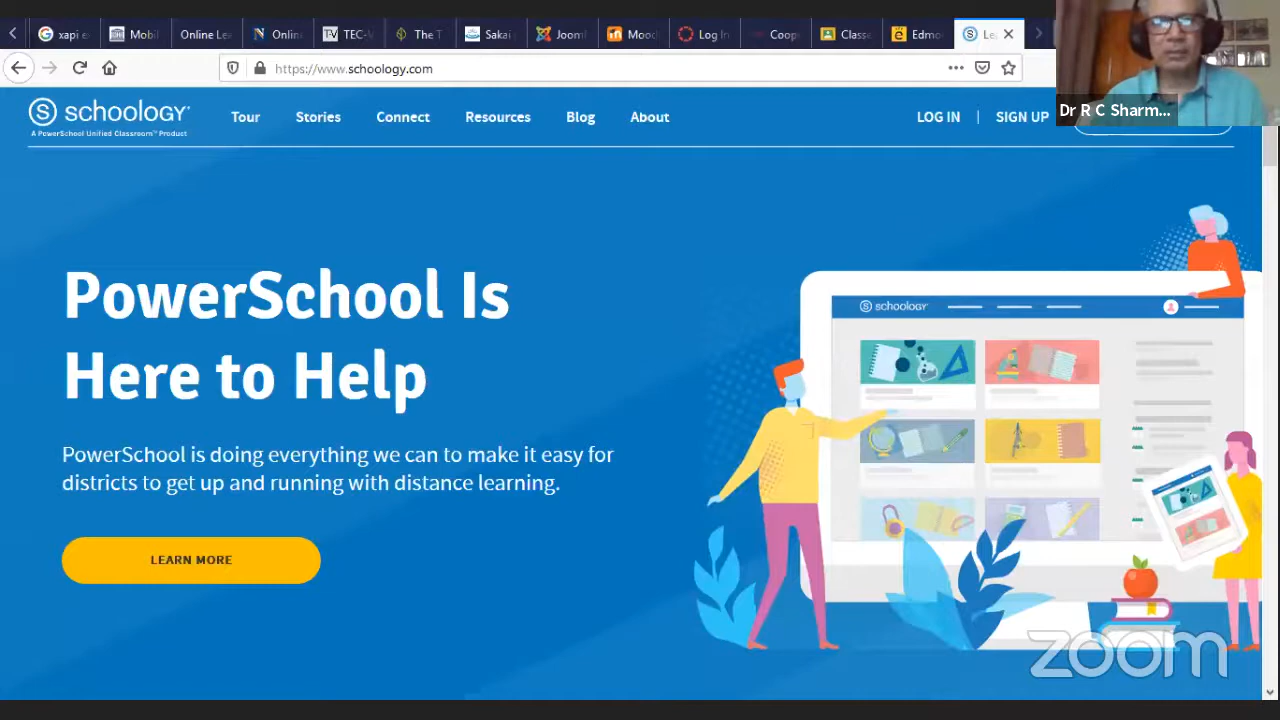 xapi e
Mobil
Online Le
Onlin
TEC-V
The T
Sakai
Jooml
Mood
Log In
Coop
Classe
Edmo
Le
https://www.schoology.com
schoology
A PowerSchool Unified Classroom™ Product
Tour
Stories
Connect
Resources
Blog
About
LOG IN | SIGN UP
Dr R C Sharm...
PowerSchool Is
Here to Help
PowerSchool is doing everything we can to make it easy for
districts to get up and running with distance learning.
LEARN MORE
schoology
zoom